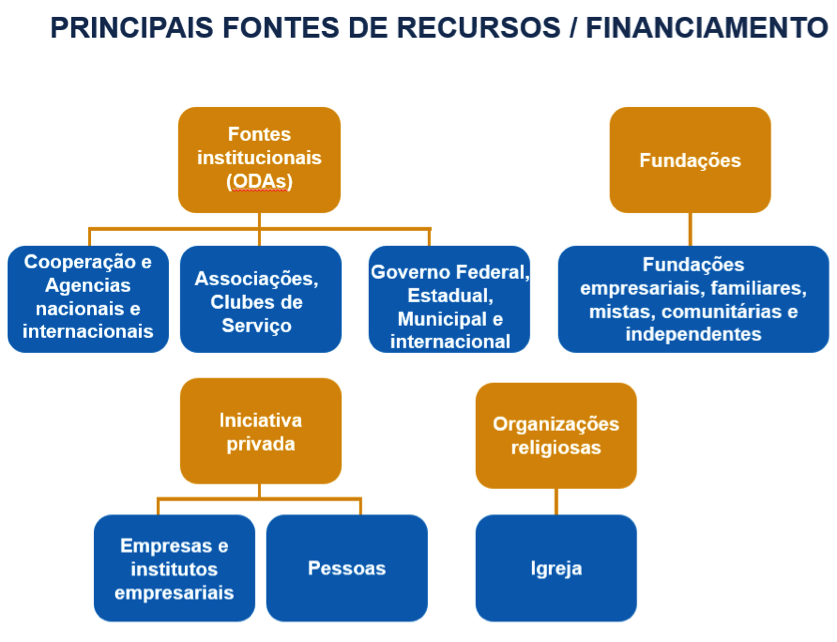 PRINCIPAIS FONTES DE RECURSOS / FINANCIAMENTO
Fontes
institucionais
(ODAs)
Fundações
Cooperação e
Agencias
nacionais e
internacionais
Associações,
Clubes de
Serviço
Governo Federal,
Estadual,
Municipal e
internacional
Fundações
empresariais, familiares,
mistas, comunitárias e
independentes
Iniciativa
privada
Organizações
religiosas
Empresas e
institutos
empresariais
Pessoas
Igreja